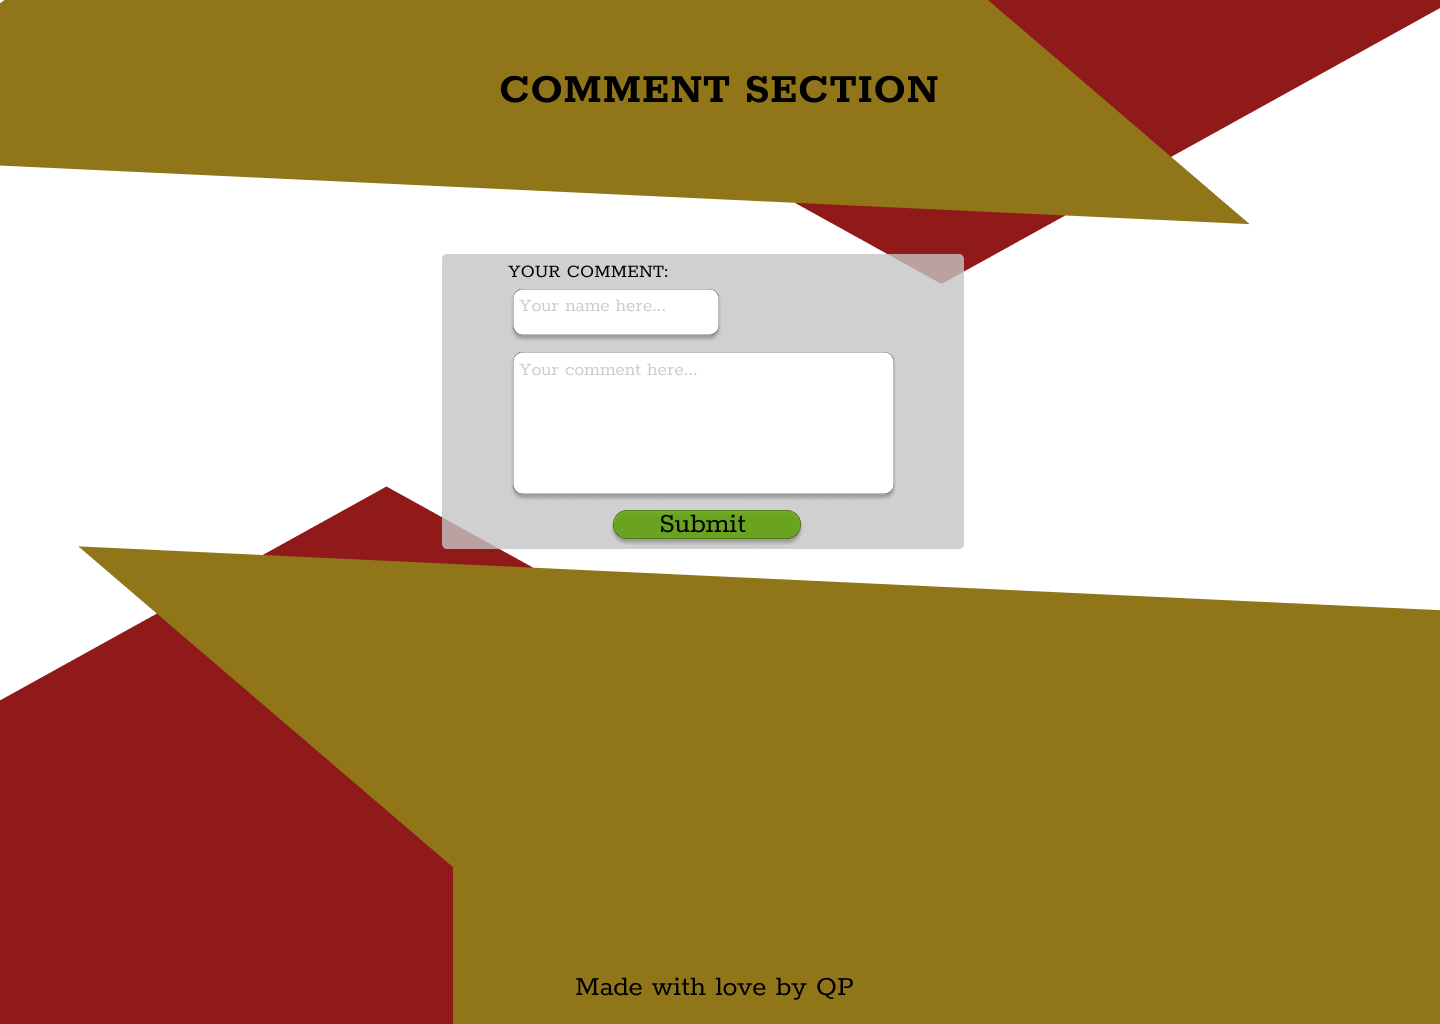 COMMENT SECTION
YOUR COMMENT:
Your name here...
Your comment here...
Submit
Made with love by QP